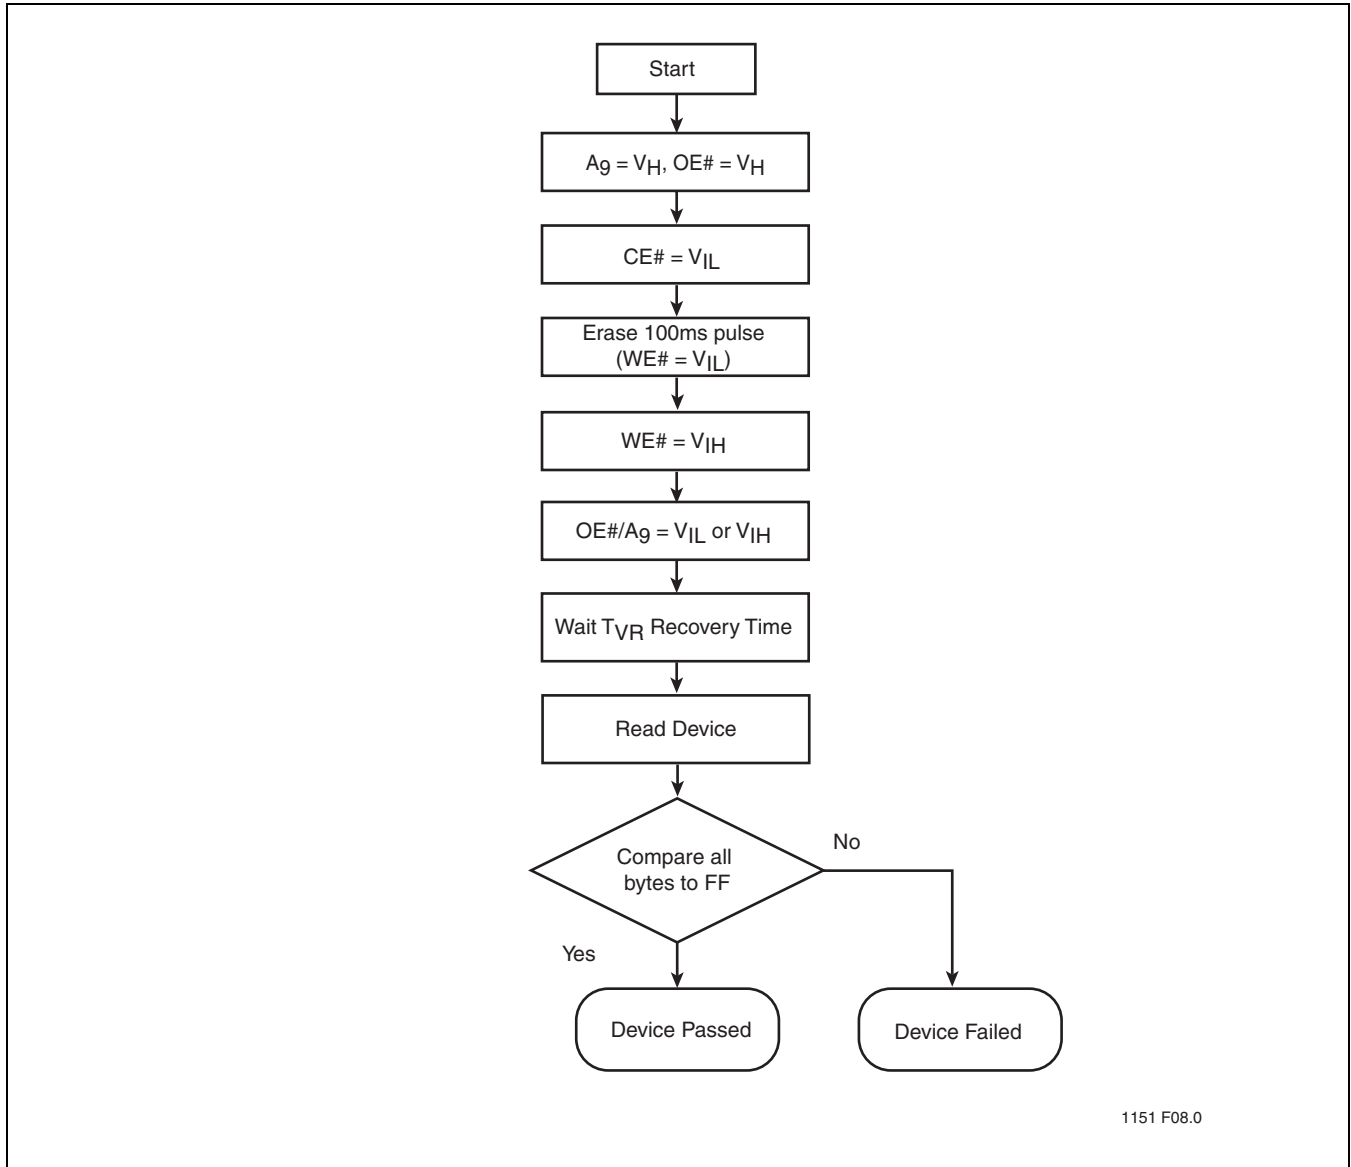 Start
A9 = VH, OE# = VH
CE# = VIL
Erase 100ms pulse
(WE# = VIL)
WE# = VIH
OE#/A9 = VIL or VIH
Wait TVR Recovery Time
Read Device
Compare all
bytes to FF
No
Yes
Device Passed
Device Failed
1151 F08.0